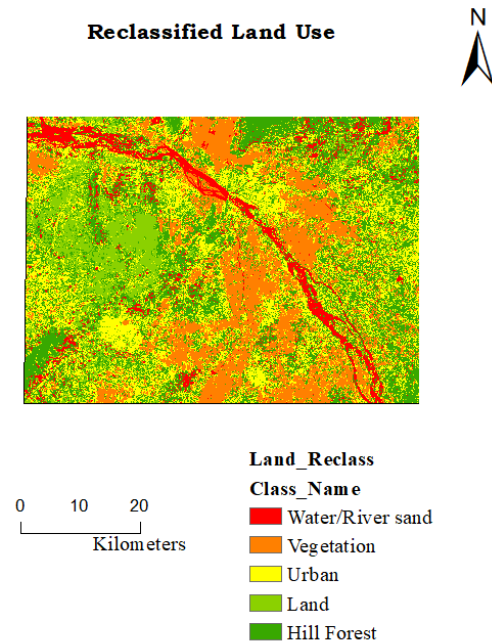 Reclassified Land Use
N
Land_Reclass
Class_Name
Water/River sand
Vegetation
Urban
Land
Hill Forest
0 10 20
Kilometers